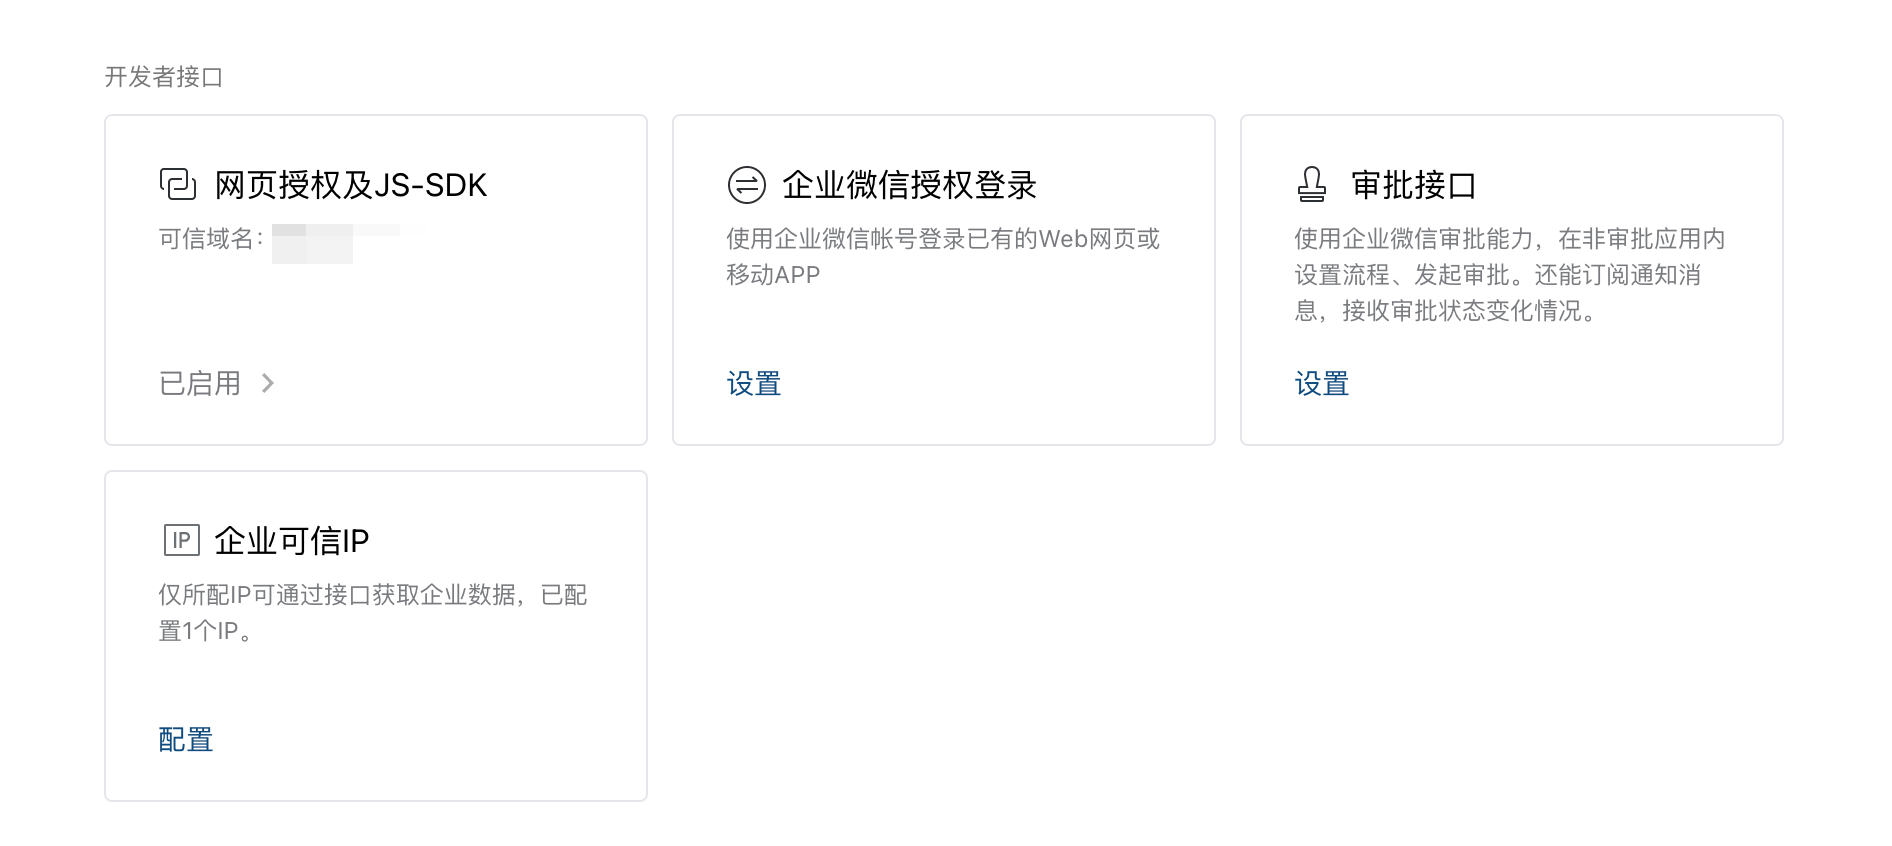 开发者接口
网页授权及JS-SDK
可信域名：
已启用
企业微信授权登录
使用企业微信帐号登录已有的Web网页或
移动APP
设置
审批接口
使用企业微信审批能力，在非审批应用内
设置流程、发起审批。还能订阅通知消
息，接收审批状态变化情况。
设置
IP 企业可信IP
仅所配IP可通过接口获取企业数据，已配
置1个IP。
配置